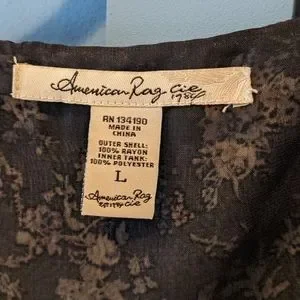 American Rag Cie
1984
RN 134190
MADE IN
CHINA
OUTER SHELL:
100% RAYON
INNER TANK:
100% POLYESTER
L
American Rag
Cie